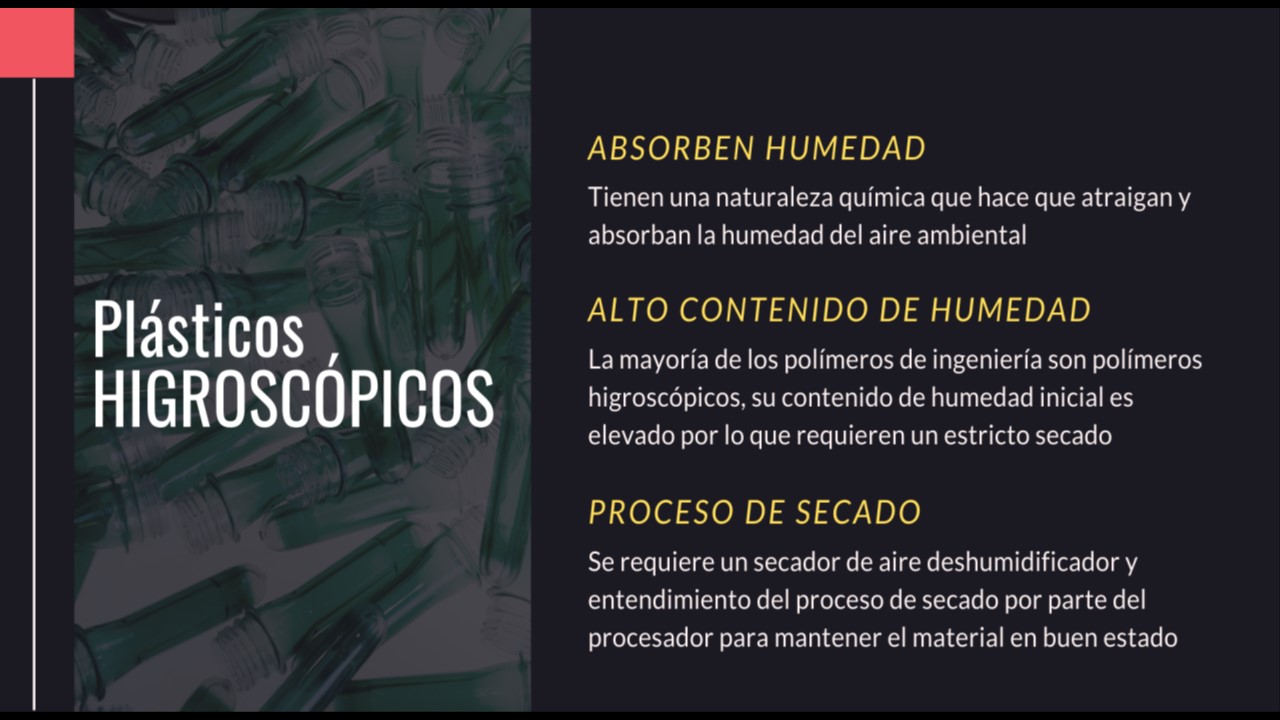 Plásticos
HIGROSCÓPICOS
ABSORBEN HUMEDAD
Tienen una naturaleza química que hace que atraigan y
absorban la humedad del aire ambiental
ALTO CONTENIDO DE HUMEDAD
La mayoría de los polímeros de ingeniería son polímeros
higroscópicos, su contenido de humedad inicial es
elevado por lo que requieren un estricto secado
PROCESO DE SECADO
Se requiere un secador de aire deshumidificador y
entendimiento del proceso de secado por parte del
procesador para mantener el material en buen estado